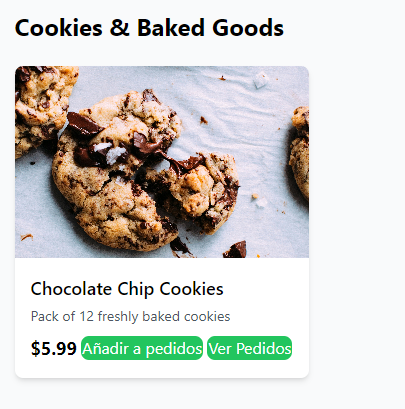 Cookies & Baked Goods
Chocolate Chip Cookies
Pack of 12 freshly baked cookies
$5.99 Añadir a pedidos Ver Pedidos